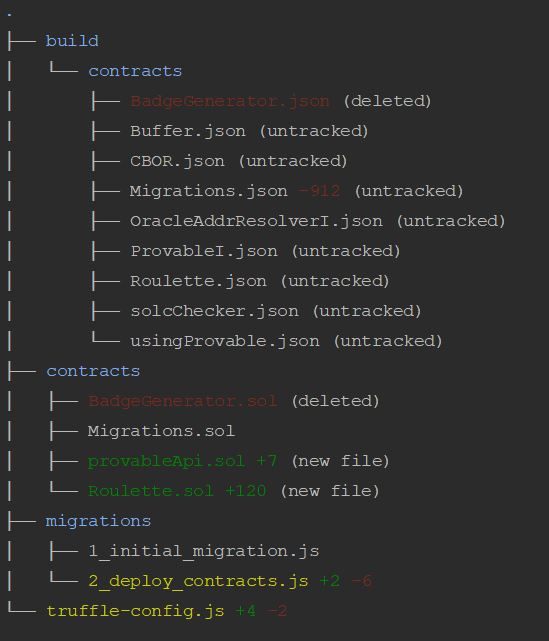 .
├── build
│   └── contracts
│       ├── BadgeGenerator.json (deleted)
│       ├── Buffer.json (untracked)
│       ├── CBOR.json (untracked)
│       ├── Migrations.json -912 (untracked)
│       ├── OracleAddrResolverI.json (untracked)
│       ├── ProvableI.json (untracked)
│       ├── Roulette.json (untracked)
│       ├── solcChecker.json (untracked)
│       └── usingProvable.json (untracked)
├── contracts
│   ├── BadgeGenerator.sol (deleted)
│   ├── Migrations.sol
│   ├── provableApi.sol +7 (new file)
│   └── Roulette.sol +120 (new file)
├── migrations
│   ├── 1_initial_migration.js
│   └── 2_deploy_contracts.js +2 -6
└── truffle-config.js +4 -2